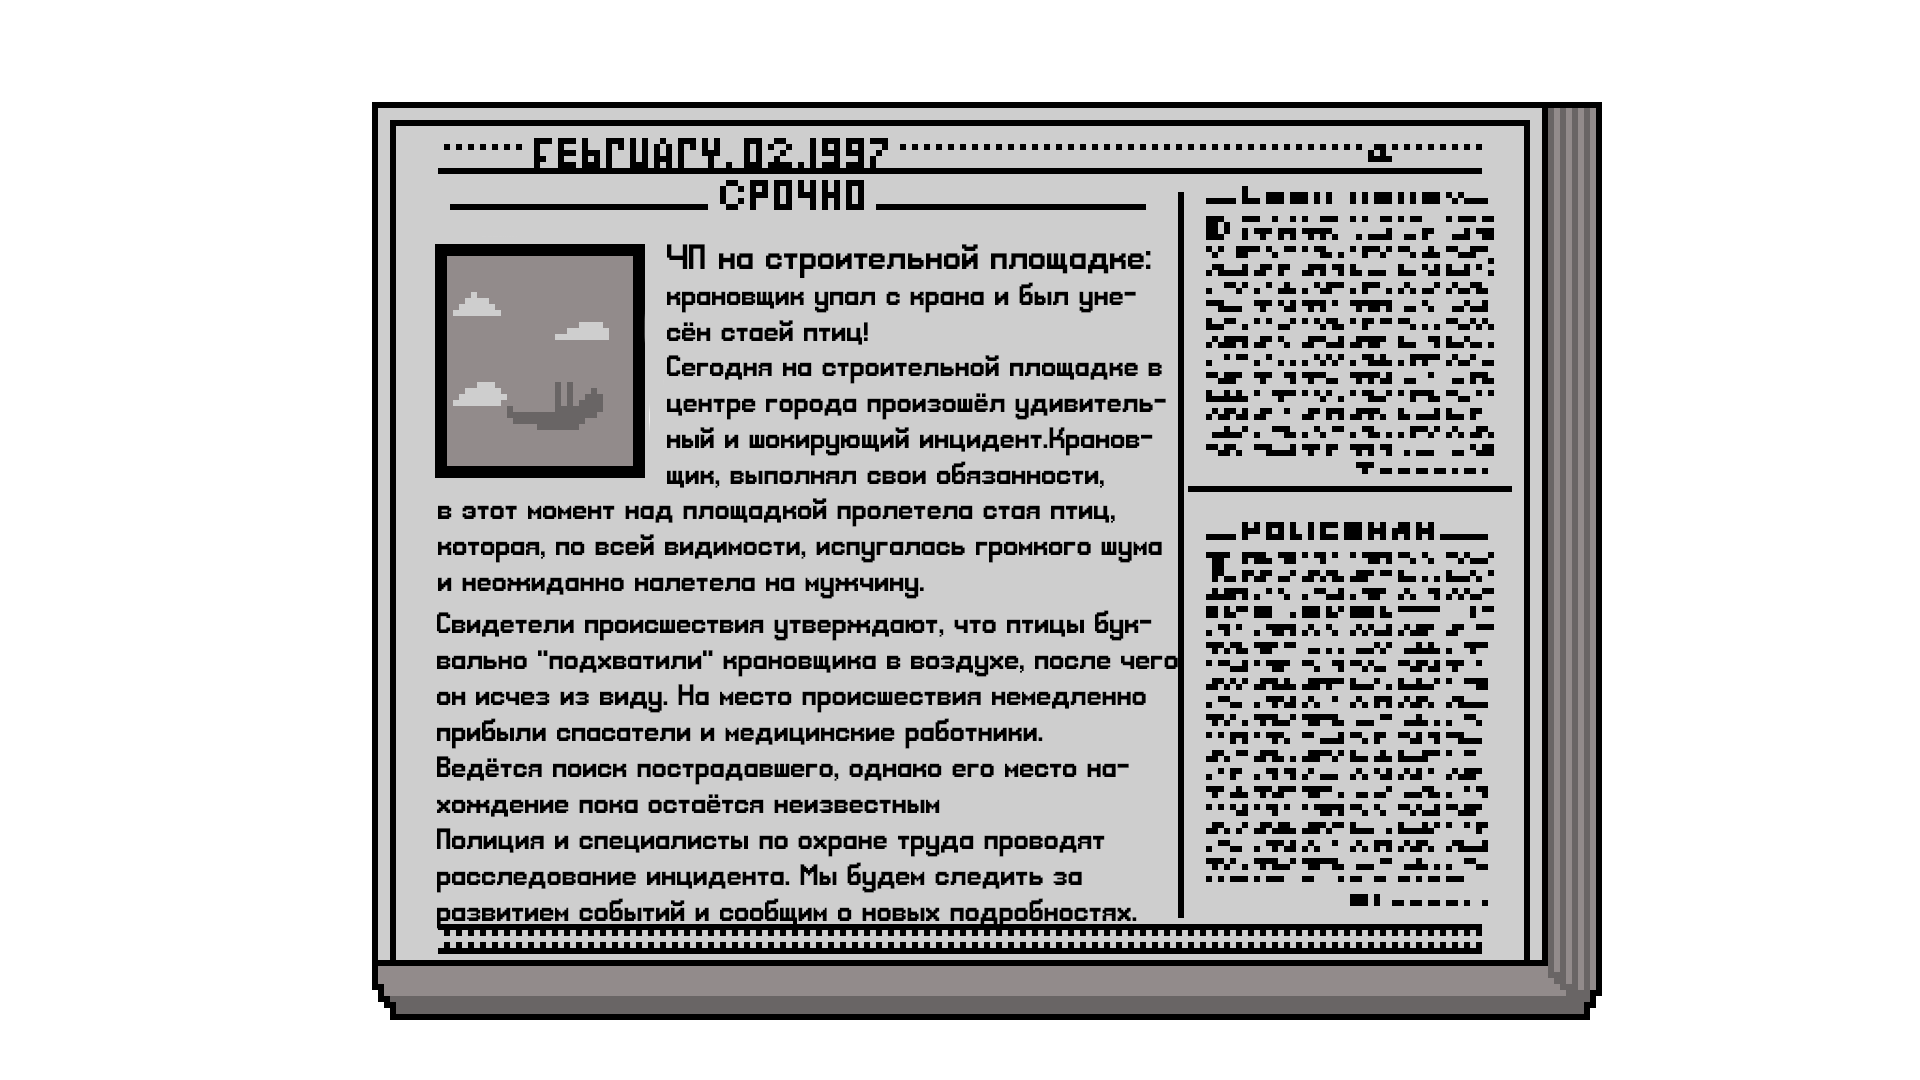 FEbrUArY.02.1997
СРОЧНО
ЧП на строительной площадке:
крановщик упал с крана и был уне-
сён стаей птиц!
Сегодня на строительной площадке в
центре города произошёл удивитель-
ный и шокирующий инцидент.Кранов-
щик, выполнял свои обязанности,
в этот момент над площадкой пролетела стая птиц,
которая, по всей видимости, испугалась громкого шума
и неожиданно налетела на мужчину.
Свидетели происшествия утверждают, что птицы бук-
вально "подхватили" крановщика в воздухе, после чего
он исчез из виду. На место происшествия немедленно
прибыли спасатели и медицинские работники.
Ведётся поиск пострадавшего, однако его место на-
хождение пока остаётся неизвестным
Полиция и специалисты по охране труда проводят
расследование инцидента. Мы будем следить за
развитием событий и сообщим о новых подробностях.